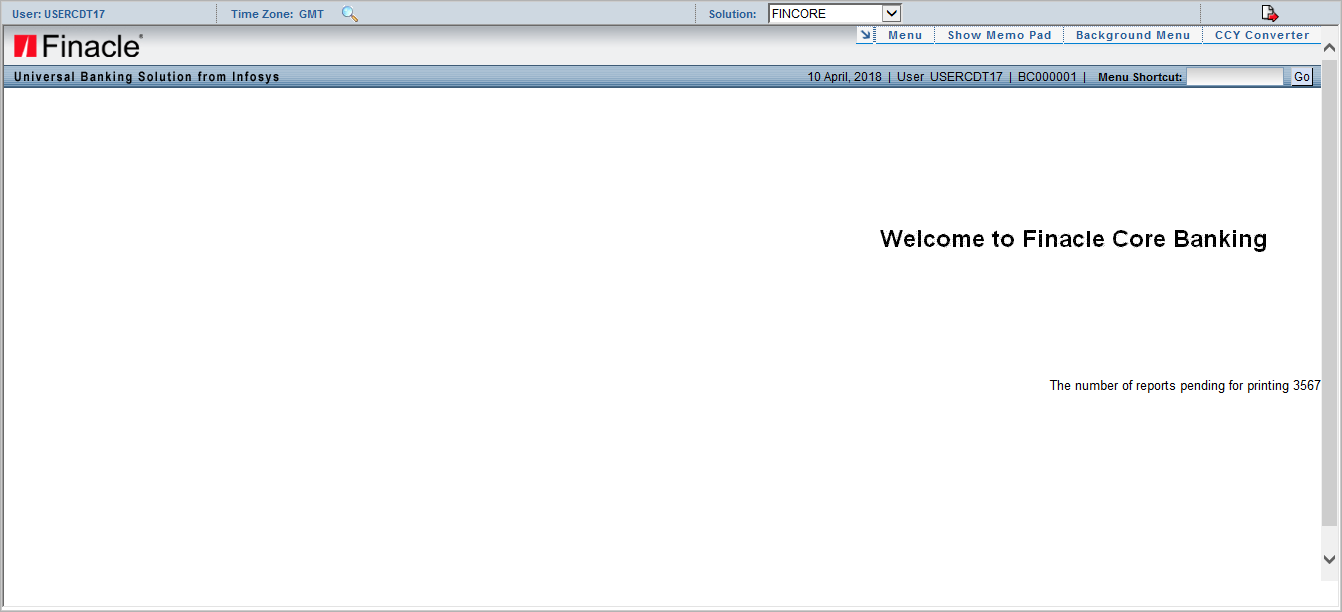 User: USERCDT17 Time Zone: GMT Solution: FINCORE
Finacle
Menu Show Memo Pad Background Menu CCY Converter
Universal Banking Solution from Infosys 10 April, 2018 | User USERCDT17 | BC000001 | Menu Shortcut: Go
Welcome to Finacle Core Banking
The number of reports pending for printing 3567